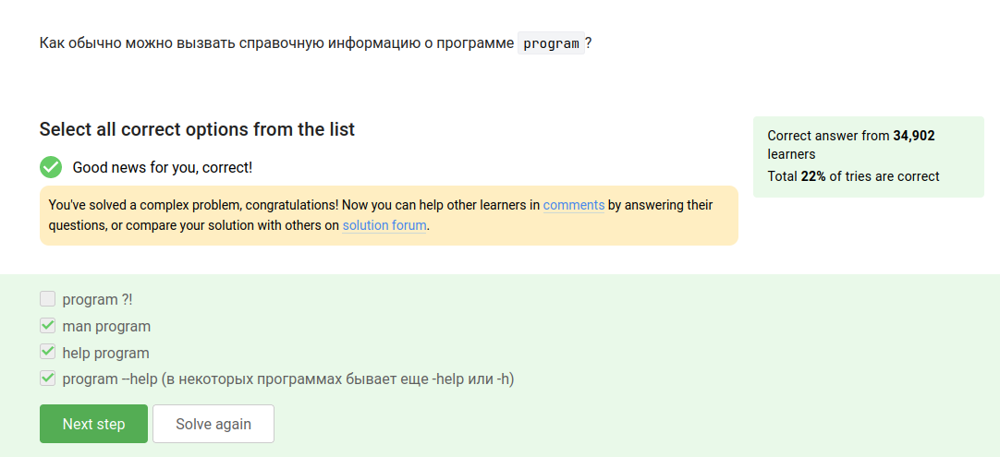 Как обычно можно вызвать справочную информацию о программе program?
Select all correct options from the list
Good news for you, correct!
You've solved a complex problem, congratulations! Now you can help other learners in comments by answering their
questions, or compare your solution with others on solution forum.
Correct answer from 34,902
learners
Total 22% of tries are correct
program ?!
man program
help program
program --help (в некоторых программах бывает еще -help или -h)
Next step
Solve again